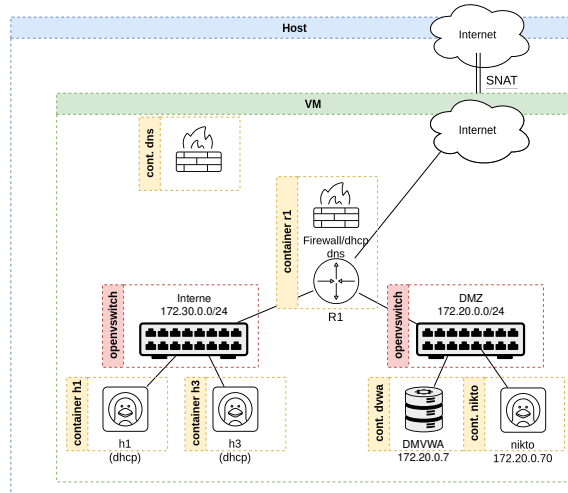 Host
Internet
SNAT
VM
Internet
cont. dns
container r1
Firewall/dhcp
dns
R1
openvswitch
Interne
172.30.0.0/24
openvswitch
DMZ
172.20.0.0/24
container h1
h1
(dhcp)
container h3
h3
(dhcp)
cont. dvwa
DMVWA
172.20.0.7
cont. nikto
nikto
172.20.0.70